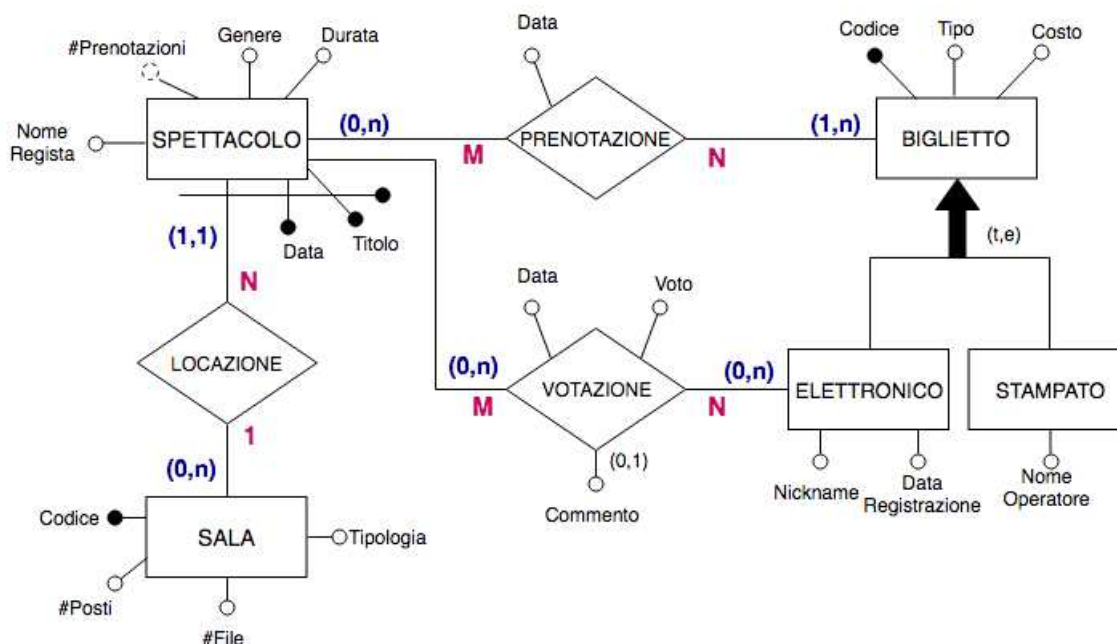 #Prenotazioni
Genere
Durata
Data
Codice
Tipo
Costo
Nome
Regista
SPETTACOLO
(0,n)
M
PRENOTAZIONE
N
(1,n)
BIGLIETTO
(1,1)
Data
Titolo
(t,e)
N
Data
Voto
LOCAZIONE
(0,n)
M
VOTAZIONE
(0,n)
N
ELETTRONICO
STAMPATO
1
(0,n)
(0,1)
Commento
Nickname
Data
Registrazione
Nome
Operatore
Codice
SALA
Tipologia
#Posti
#File